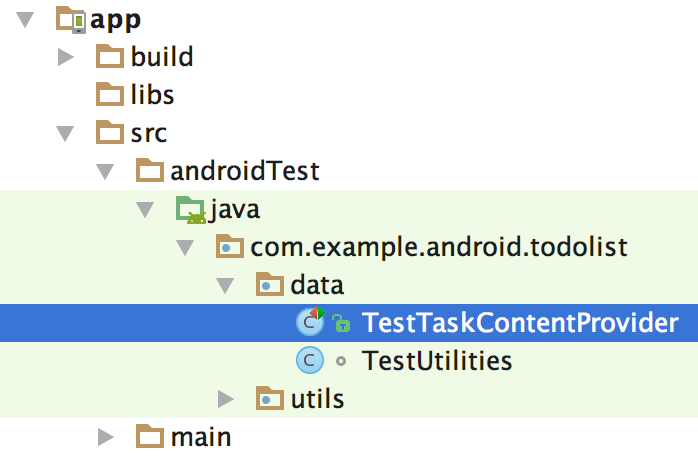 app
build
libs
src
androidTest
java
com.example.android.todolist
data
TestTaskContentProvider
TestUtilities
utils
main